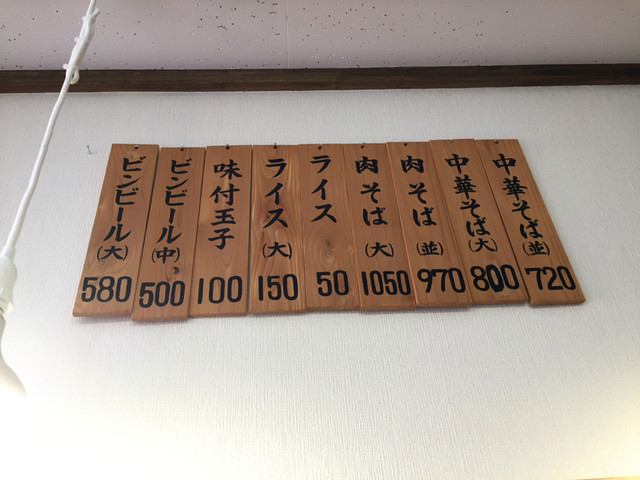 中華そば(並) 720
中華そば(大) 800
肉そば(並) 970
肉そば(大) 1050
ライス 50
ライス(大) 150
味付玉子 100
ビンビール(中) 500
ビンビール(大) 580